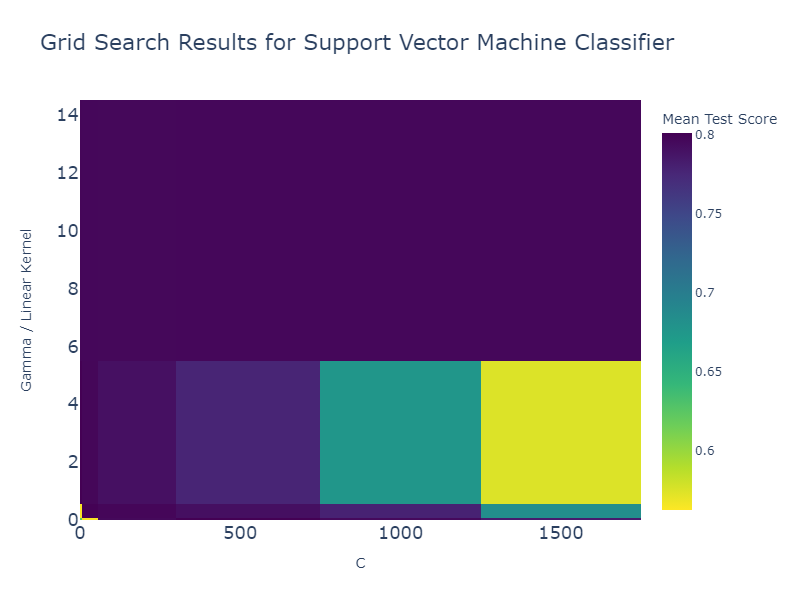 Grid Search Results for Support Vector Machine Classifier
Mean Test Score
0.8
0.75
0.7
0.65
0.6
Gamma / Linear Kernel
14
12
10
8
6
4
2
0
0 500 1000 1500
C